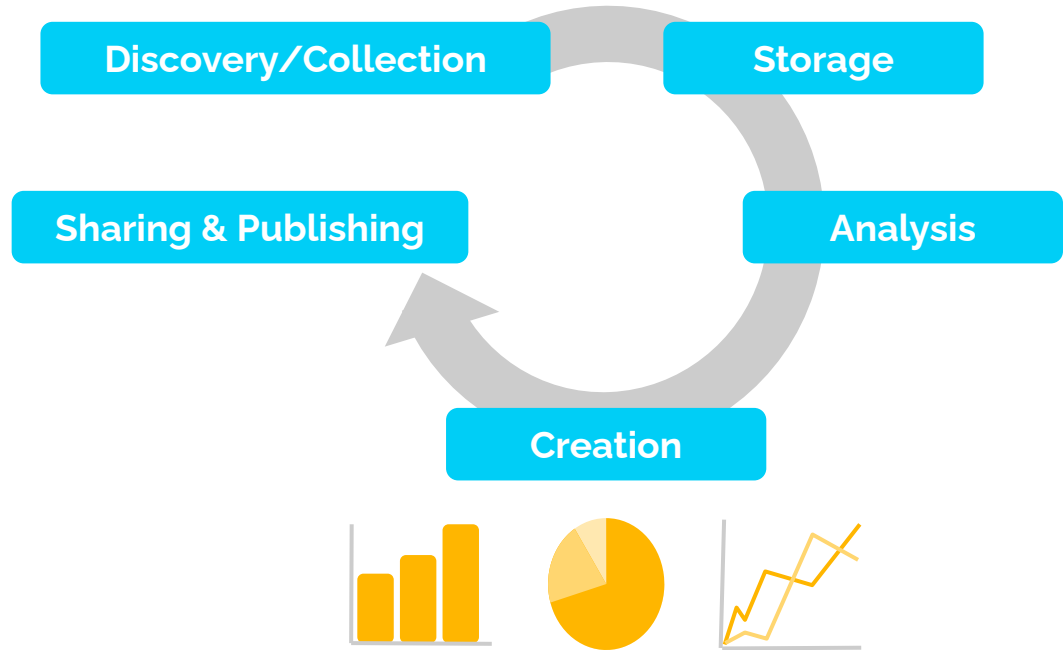 Discovery/Collection
Storage
Sharing & Publishing
Analysis
Creation